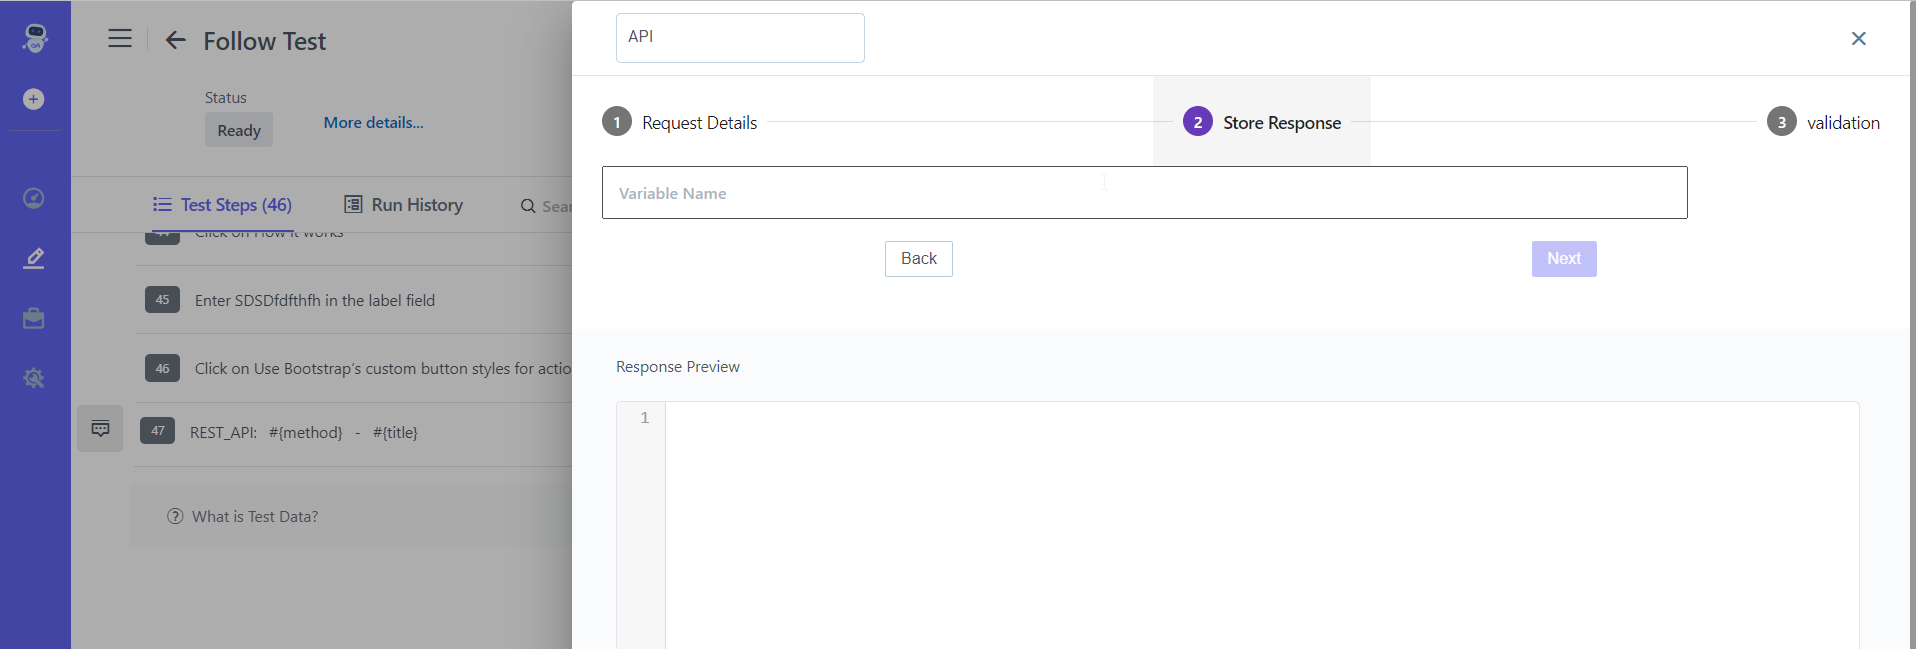 QA
Follow Test
Status
Ready
More details...
Test Steps (46)
Run History
Sear
Click on How it works
45
Enter SDSDfdfthfh in the label field
46
Click on Use Bootstrap's custom button styles for actio
47
REST_API: #{method} - #{title}
What is Test Data?
API
1
Request Details
2
Store Response
3
validation
Variable Name
Back
Next
Response Preview
1